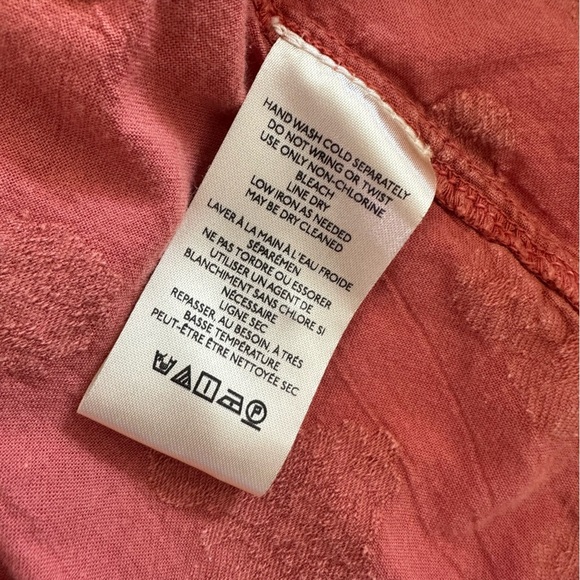 HAND WASH COLD SEPARATELY
DO NOT WRING OR TWIST
USE ONLY NON-CHLORINE
BLEACH
LINE DRY
LOW IRON AS NEEDED
MAY BE DRY CLEANED
LAVER À LA MAIN À L'EAU FROIDE
SÉPARÉMEN
NE PAS TORDRE OU ESSORER
UTILISER UN AGENT DE
BLANCHIMENT SANS CHLORE SI
NÉCESSAIRE
LIGNE SEC
REPASSER, AU BESOIN, À TRÉS
BASSE TEMPÉRATURE
PEUT-ÊTRE ÊTRE NETTOYÉE SEC
P